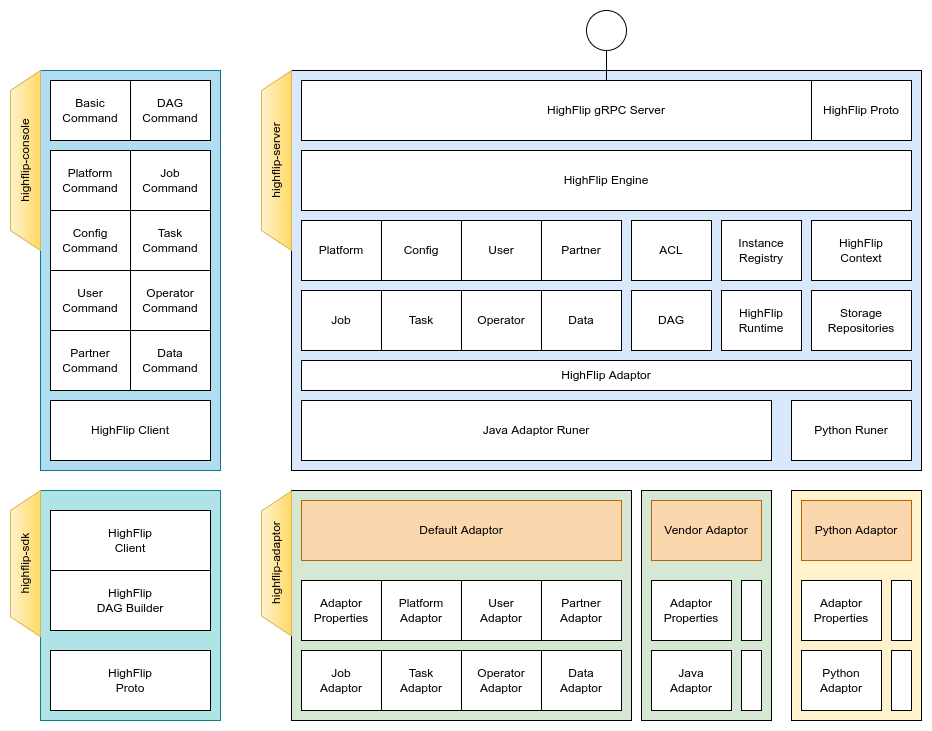 highflip-console
Basic
Command
DAG
Command
Platform
Command
Job
Command
Config
Command
Task
Command
User
Command
Operator
Command
Partner
Command
Data
Command
HighFlip Client
highflip-server
HighFlip gRPC Server
HighFlip Proto
HighFlip Engine
Platform
Config
User
Partner
ACL
Instance
Registry
HighFlip
Context
Job
Task
Operator
Data
DAG
HighFlip
Runtime
Storage
Repositories
HighFlip Adaptor
Java Adaptor Runer
Python Runer
highflip-sdk
HighFlip
Client
HighFlip
DAG Builder
HighFlip
Proto
highflip-adaptor
Default Adaptor
Adaptor
Properties
Platform
Adaptor
User
Adaptor
Partner
Adaptor
Job
Adaptor
Task
Adaptor
Operator
Adaptor
Data
Adaptor
Vendor Adaptor
Adaptor
Properties
Java
Adaptor
Python Adaptor
Adaptor
Properties
Python
Adaptor